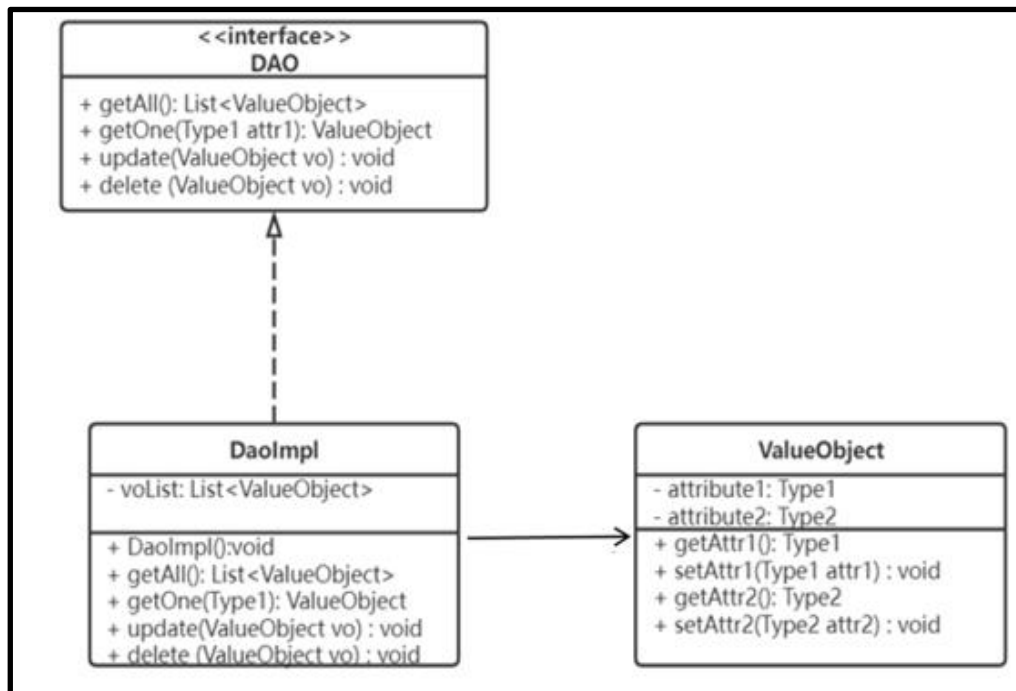 <<interface>>
DAO
+ getAll(): List<ValueObject>
+ getOne(Type1 attr1): ValueObject
+ update(ValueObject vo) : void
+ delete (ValueObject vo) : void
DaoImpl
- voList: List<ValueObject>
+ DaoImpl():void
+ getAll(): List<ValueObject>
+ getOne(Type1): ValueObject
+ update(ValueObject vo) : void
+ delete (ValueObject vo) : void
ValueObject
- attribute1: Type1
- attribute2: Type2
+ getAttr1(): Type1
+ setAttr1(Type1 attr1) : void
+ getAttr2(): Type2
+ setAttr2(Type2 attr2) : void